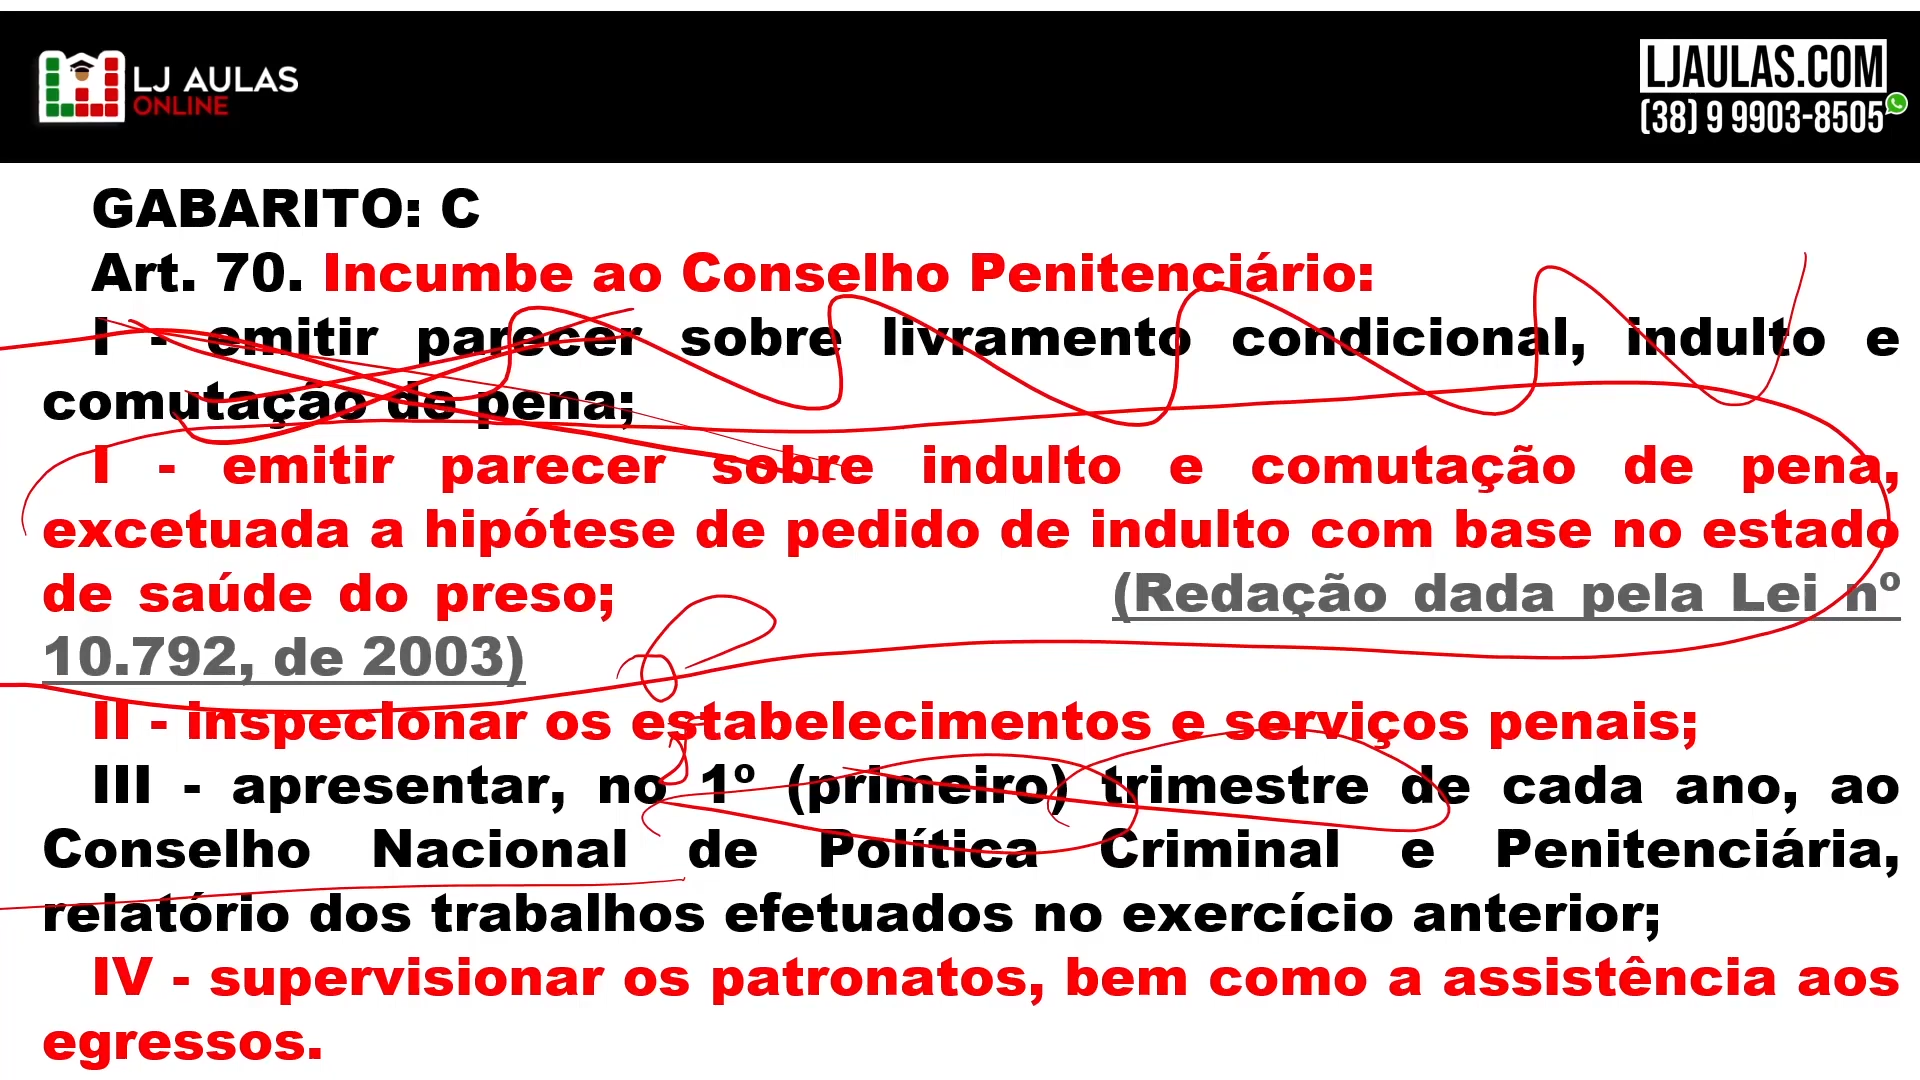 LJ AULAS
ONLINE
LJAULAS.COM
(38) 9 9903-8505
GABARITO: C
Art. 70. Incumbe ao Conselho Penitenciário:
I - emitir parecer sobre livramento condicional, indulto e
comutação de pena;
I - emitir parecer sobre indulto e comutação de pena,
excetuada a hipótese de pedido de indulto com base no estado
de saúde do preso; (Redação dada pela Lei nº
10.792, de 2003)
II - inspecionar os estabelecimentos e serviços penais;
III - apresentar, no 1º (primeiro) trimestre de cada ano, ao
Conselho Nacional de Política Criminal e Penitenciária,
relatório dos trabalhos efetuados no exercício anterior;
IV - supervisionar os patronatos, bem como a assistência aos
egressos.